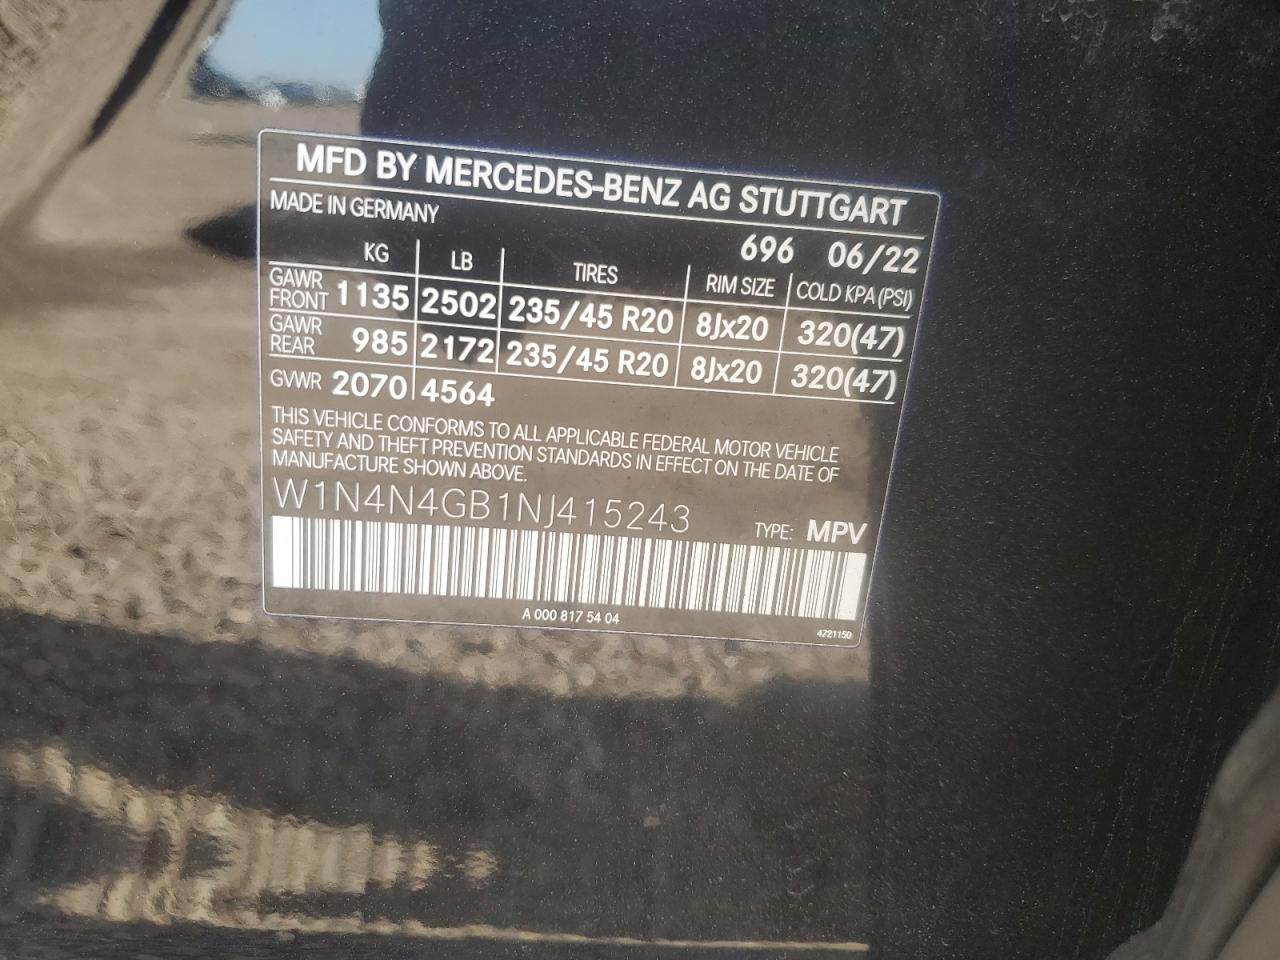 MFD BY MERCEDES-BENZ AG STUTTGART
MADE IN GERMANY
696 06/22
KG LB TIRES RIM SIZE COLD KPA (PSI)
GAWR FRONT 1135 2502 235/45 R20 8Jx20 320(47)
GAWR REAR 985 2172 235/45 R20 8Jx20 320(47)
GVWR 2070 4564
THIS VEHICLE CONFORMS TO ALL APPLICABLE FEDERAL MOTOR VEHICLE
SAFETY AND THEFT PREVENTION STANDARDS IN EFFECT ON THE DATE OF
MANUFACTURE SHOWN ABOVE.
W1N4N4GB1NJ415243 TYPE: MPV
A 000 817 54 04
4721150